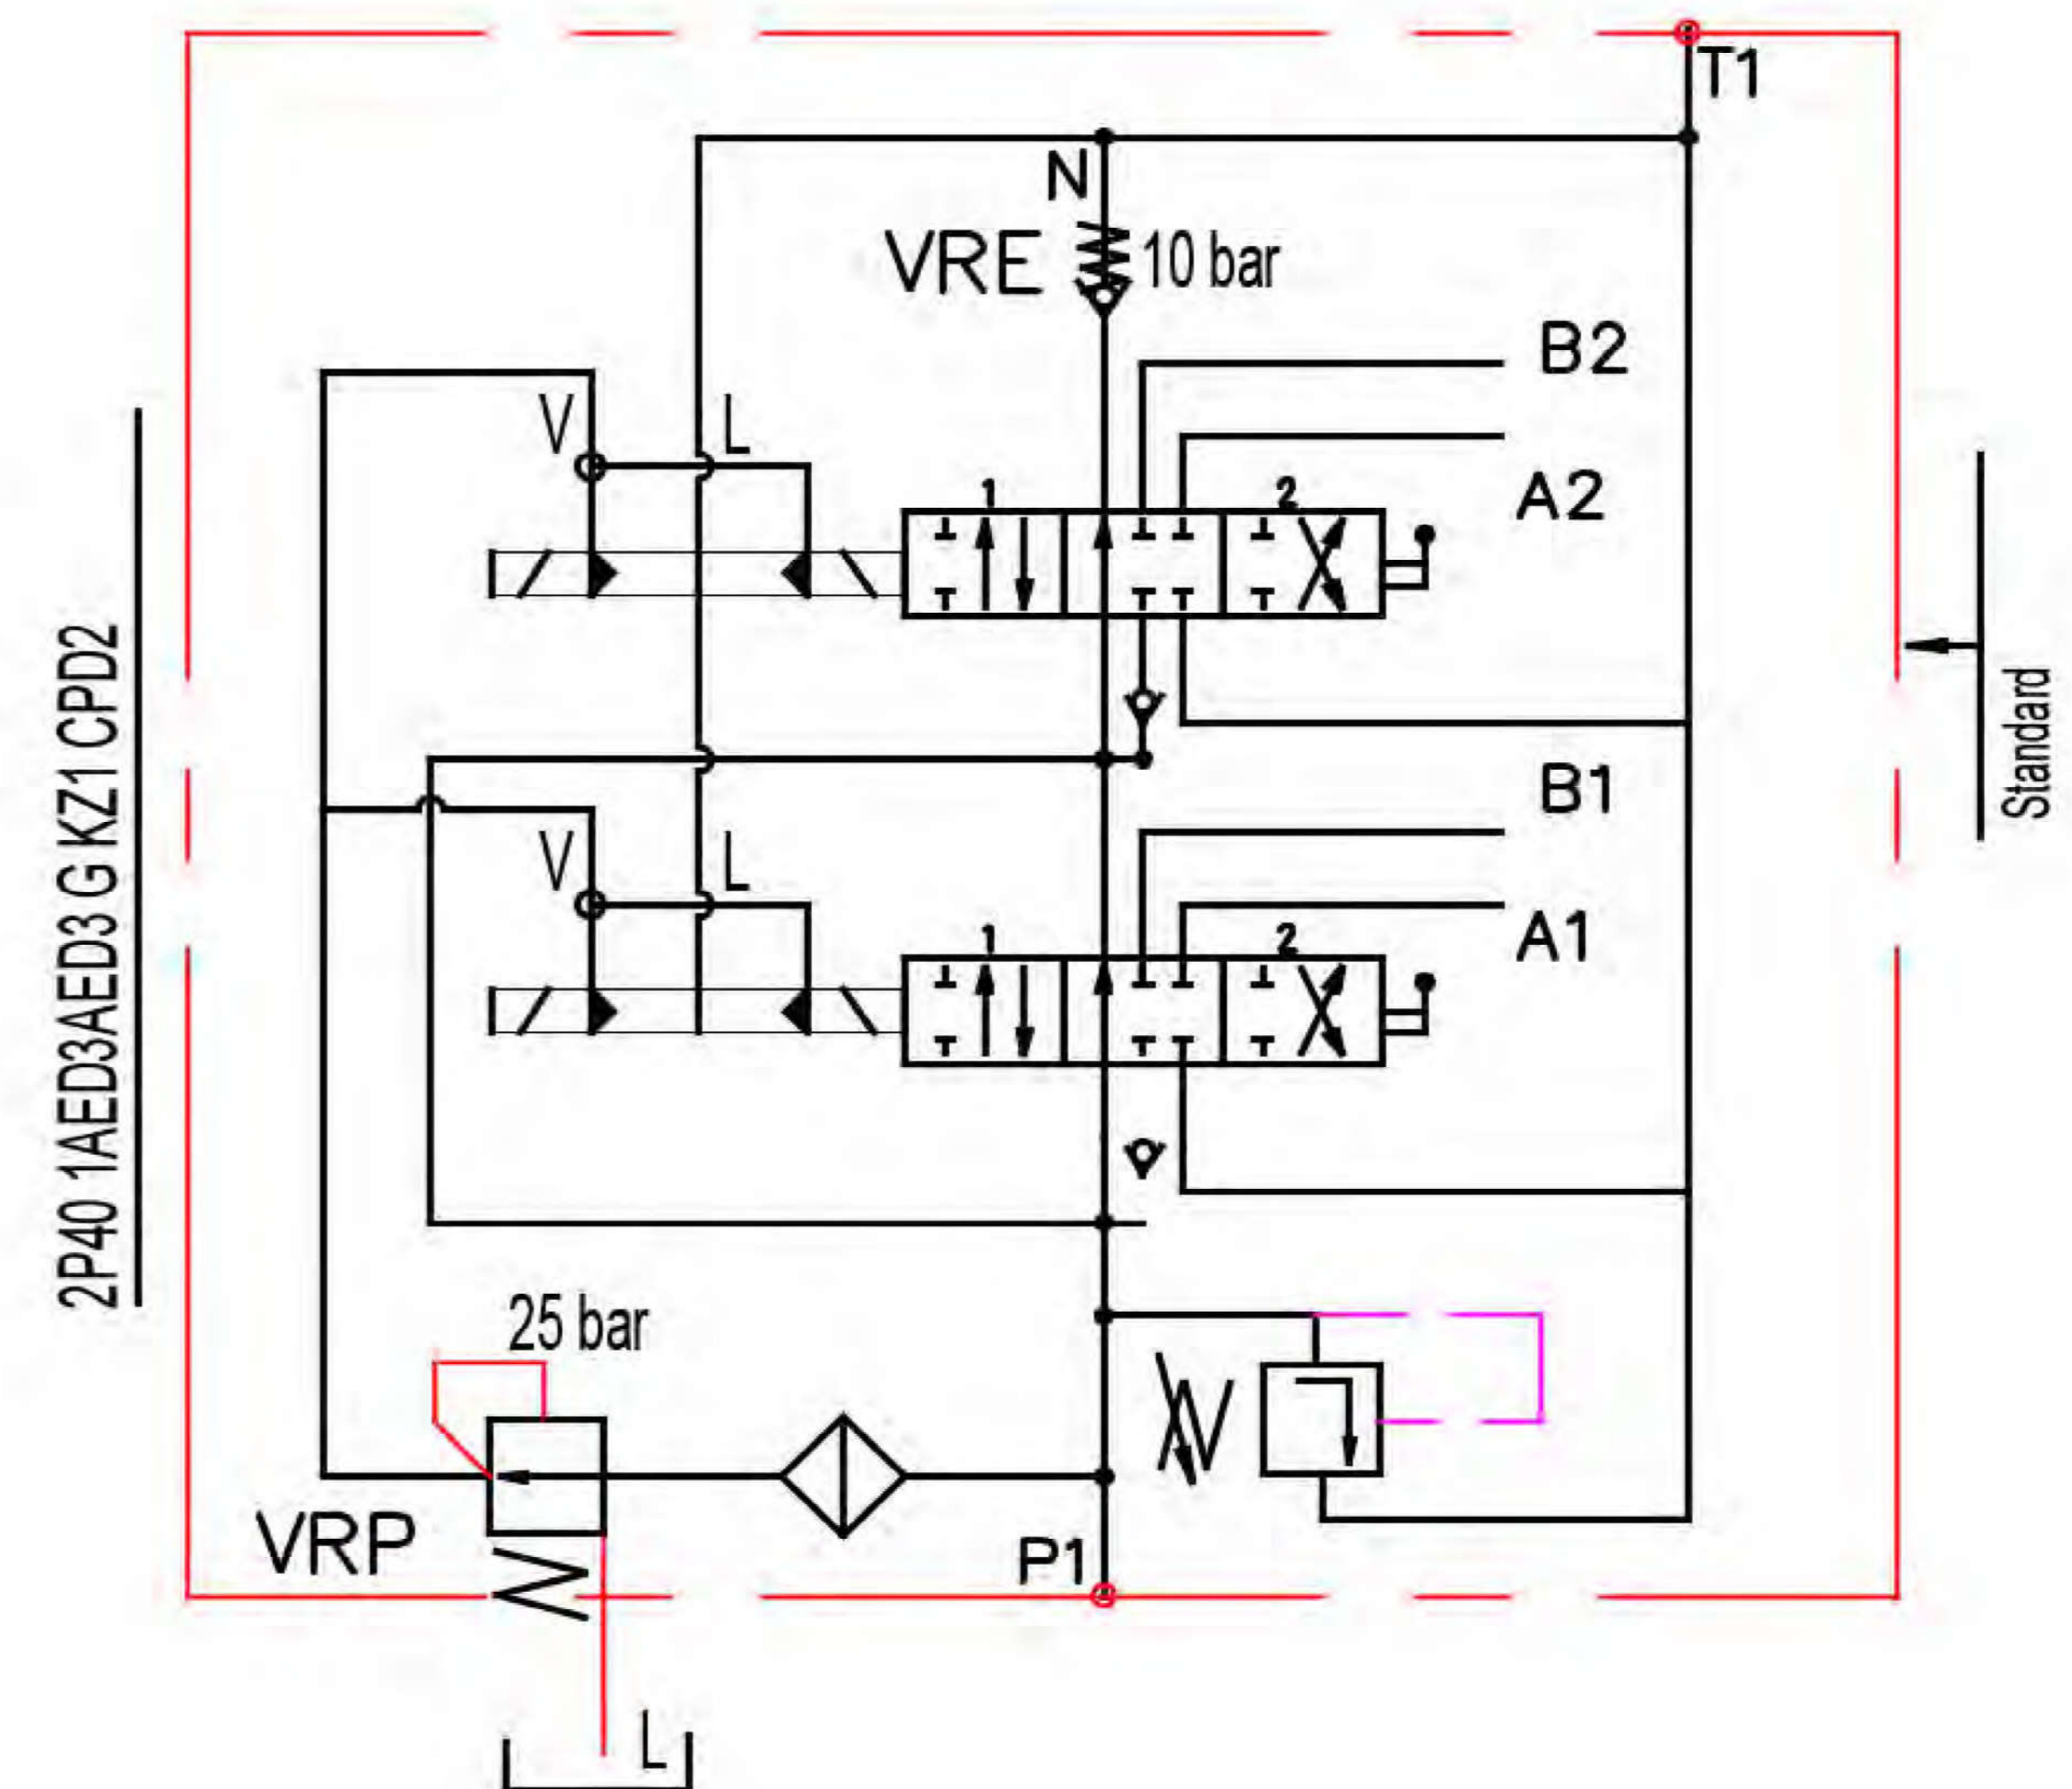 T1
N
VRE 10 bar
B2
V L
A2
1 2
B1
V L
A1
1 2
25 bar
VRP
P1
L
2P40 1AED3AED3 G KZ1 CPD2
Standard